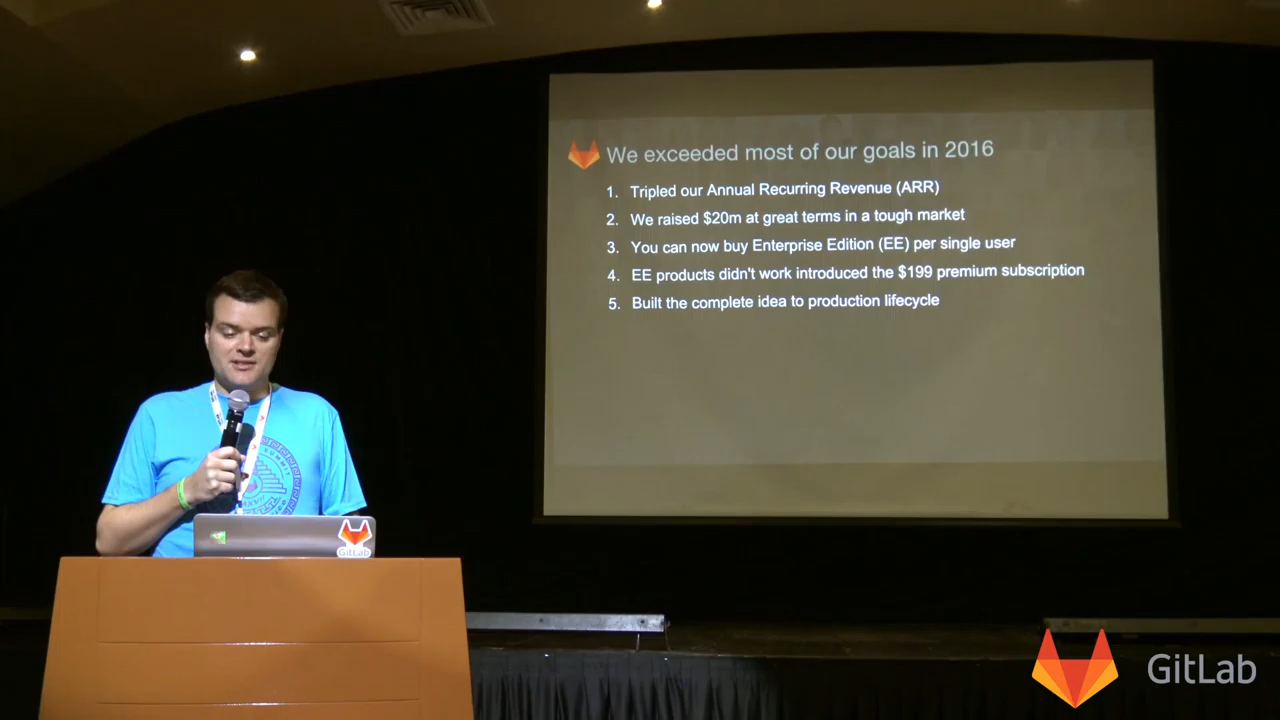 We exceeded most of our goals in 2016
1. Tripled our Annual Recurring Revenue (ARR)
2. We raised $20m at great terms in a tough market
3. You can now buy Enterprise Edition (EE) per single user
4. EE products didn't work introduced the $199 premium subscription
5. Built the complete idea to production lifecycle
SUMMIT
GitLab
GitLab